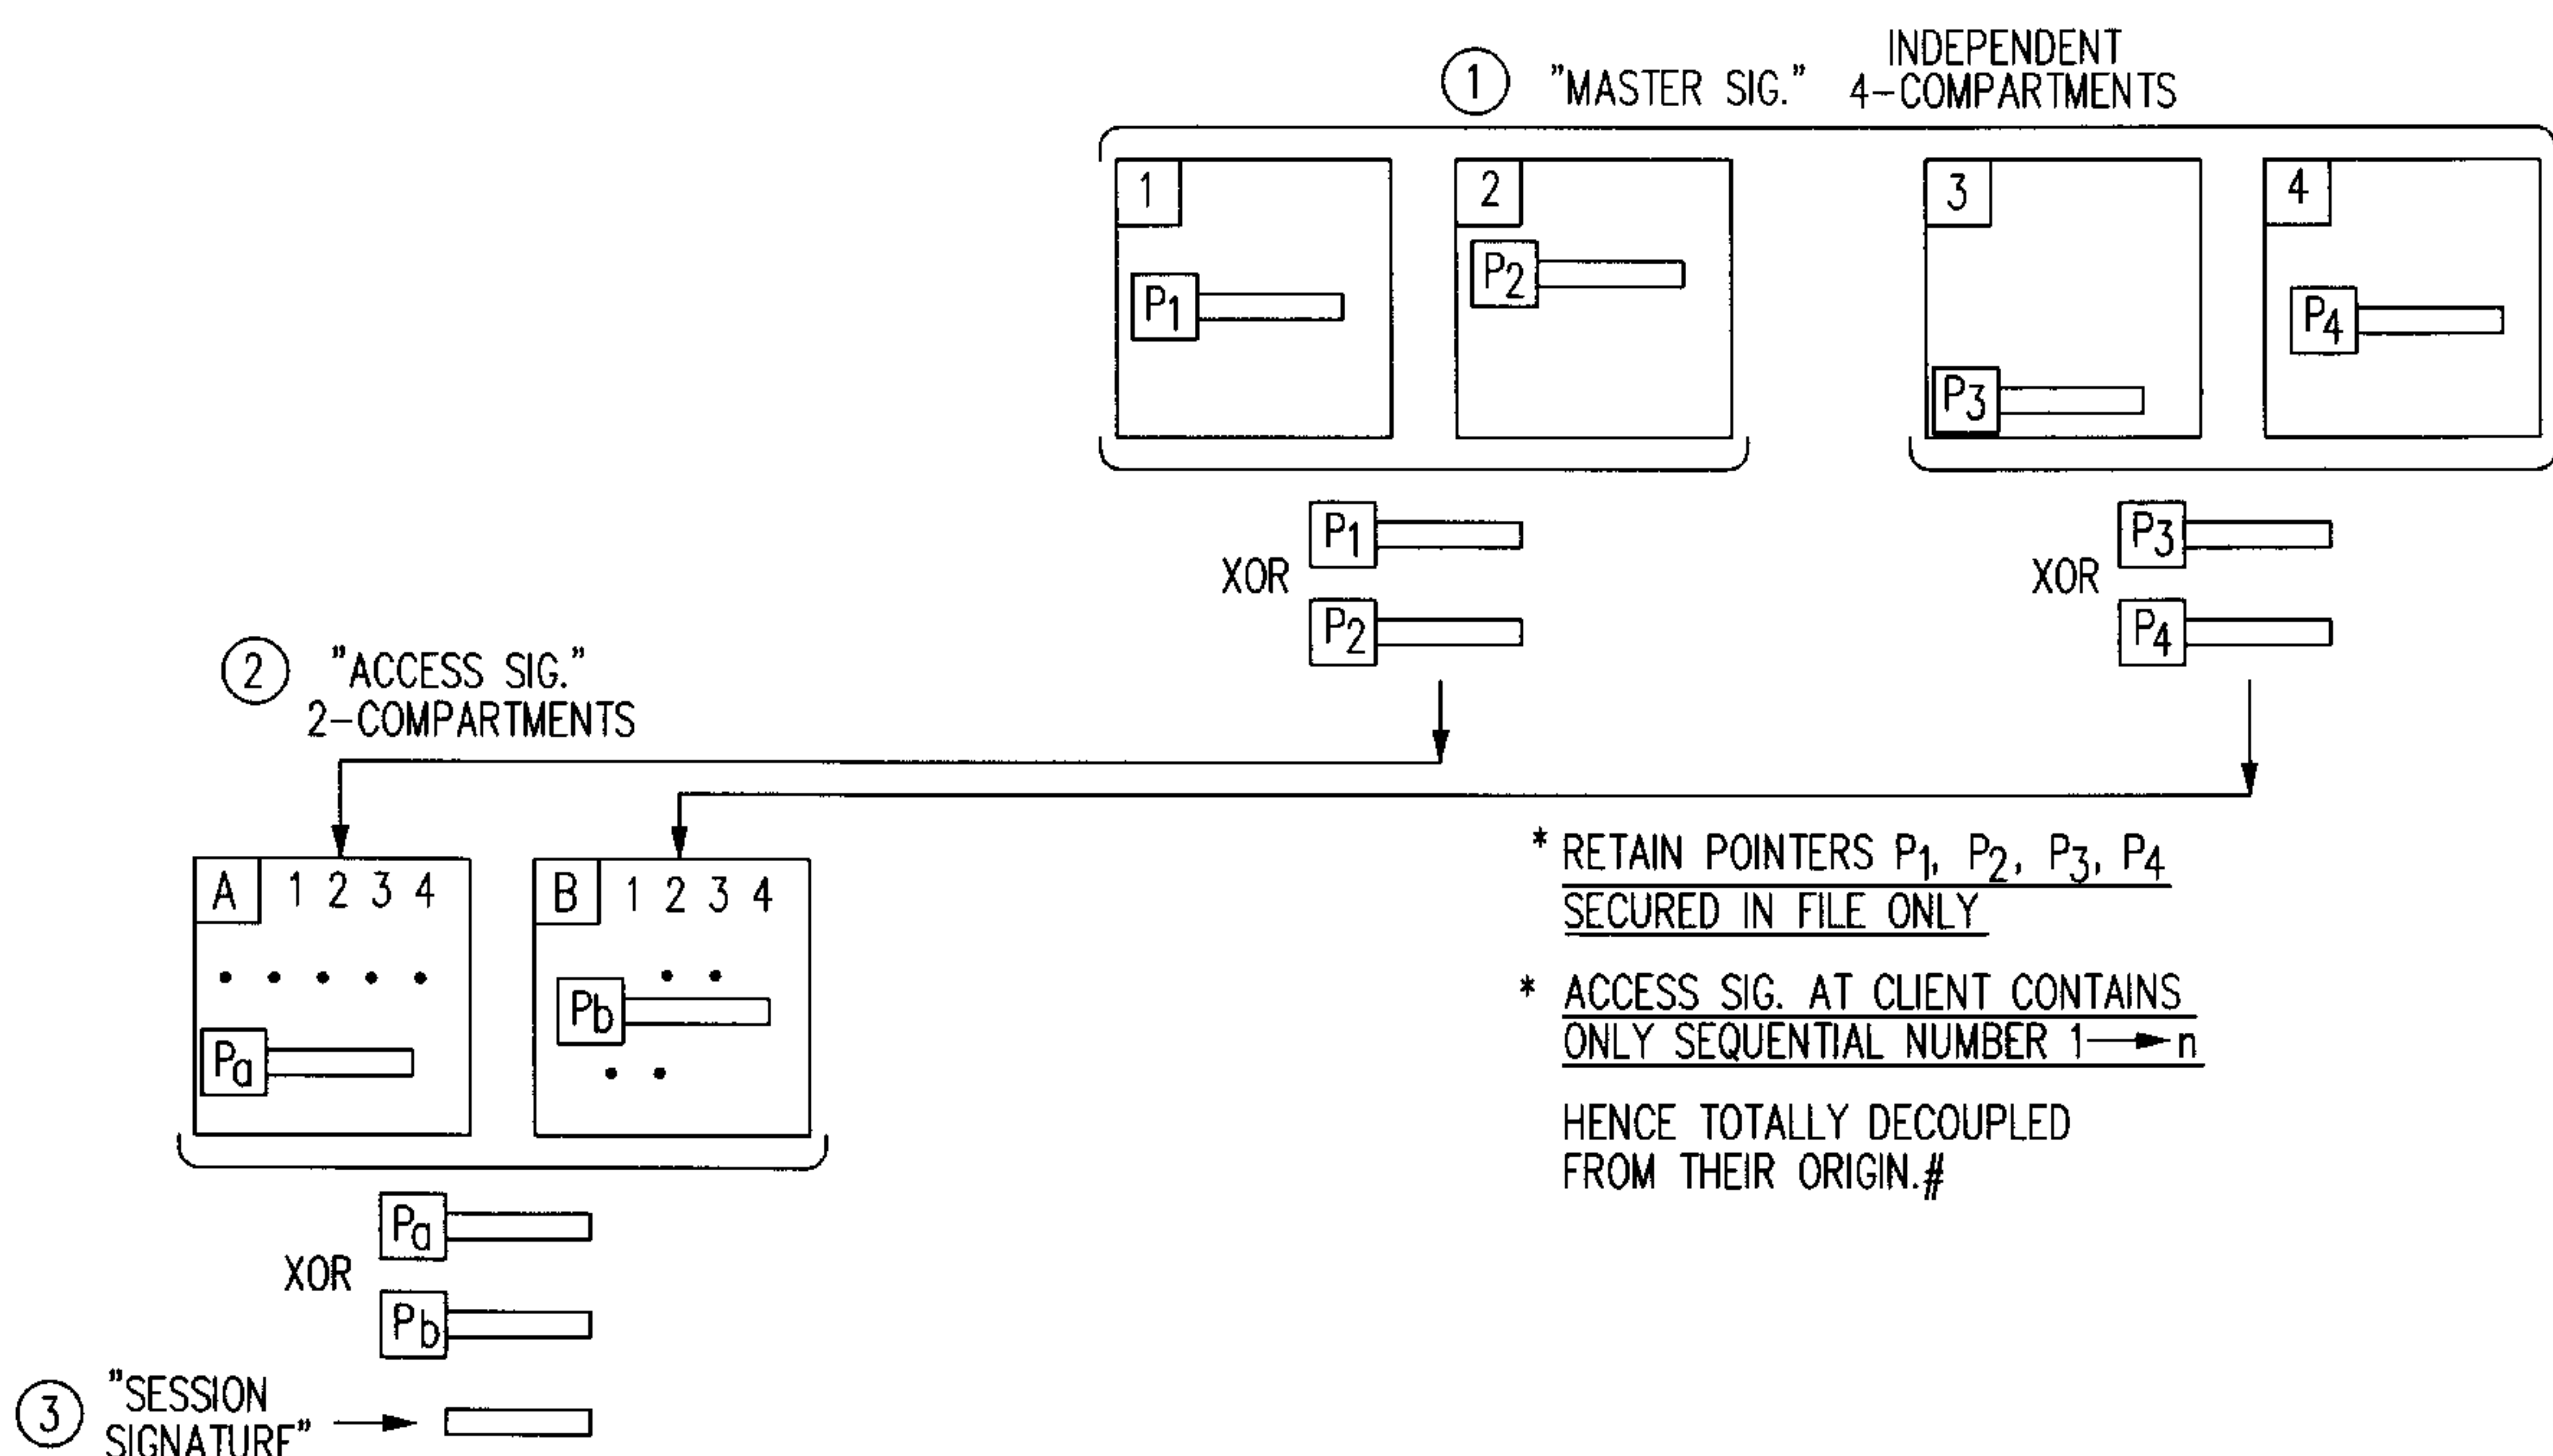 INDEPENDENT
① "MASTER SIG." 4-COMPARTMENTS
1 2 3 4
P1 P2 P3 P4
P1 P3
XOR XOR
P2 P4
② "ACCESS SIG."
2-COMPARTMENTS
A 1 2 3 4 B 1 2 3 4
Pa Pb
* RETAIN POINTERS P1, P2, P3, P4
SECURED IN FILE ONLY
* ACCESS SIG. AT CLIENT CONTAINS
ONLY SEQUENTIAL NUMBER 1→n
HENCE TOTALLY DECOUPLED
FROM THEIR ORIGIN.#
Pa
XOR
Pb
③ "SESSION
SIGNATURE"